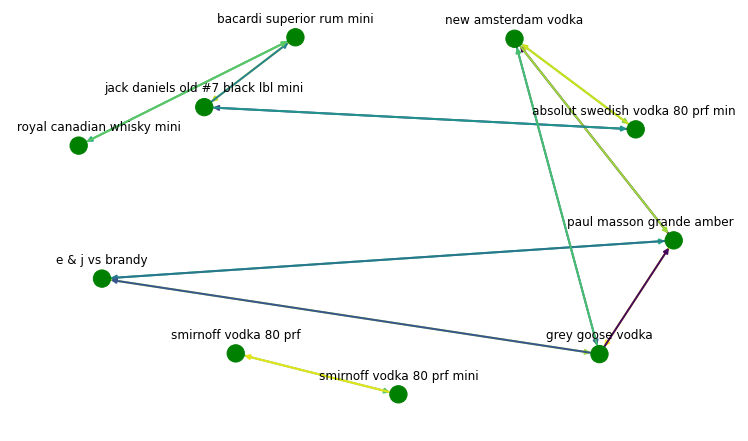 bacardi superior rum mini
new amsterdam vodka
jack daniels old #7 black lbl mini
absolut swedish vodka 80 prf min
royal canadian whisky mini
paul masson grande amber
e & j vs brandy
smirnoff vodka 80 prf
grey goose vodka
smirnoff vodka 80 prf mini